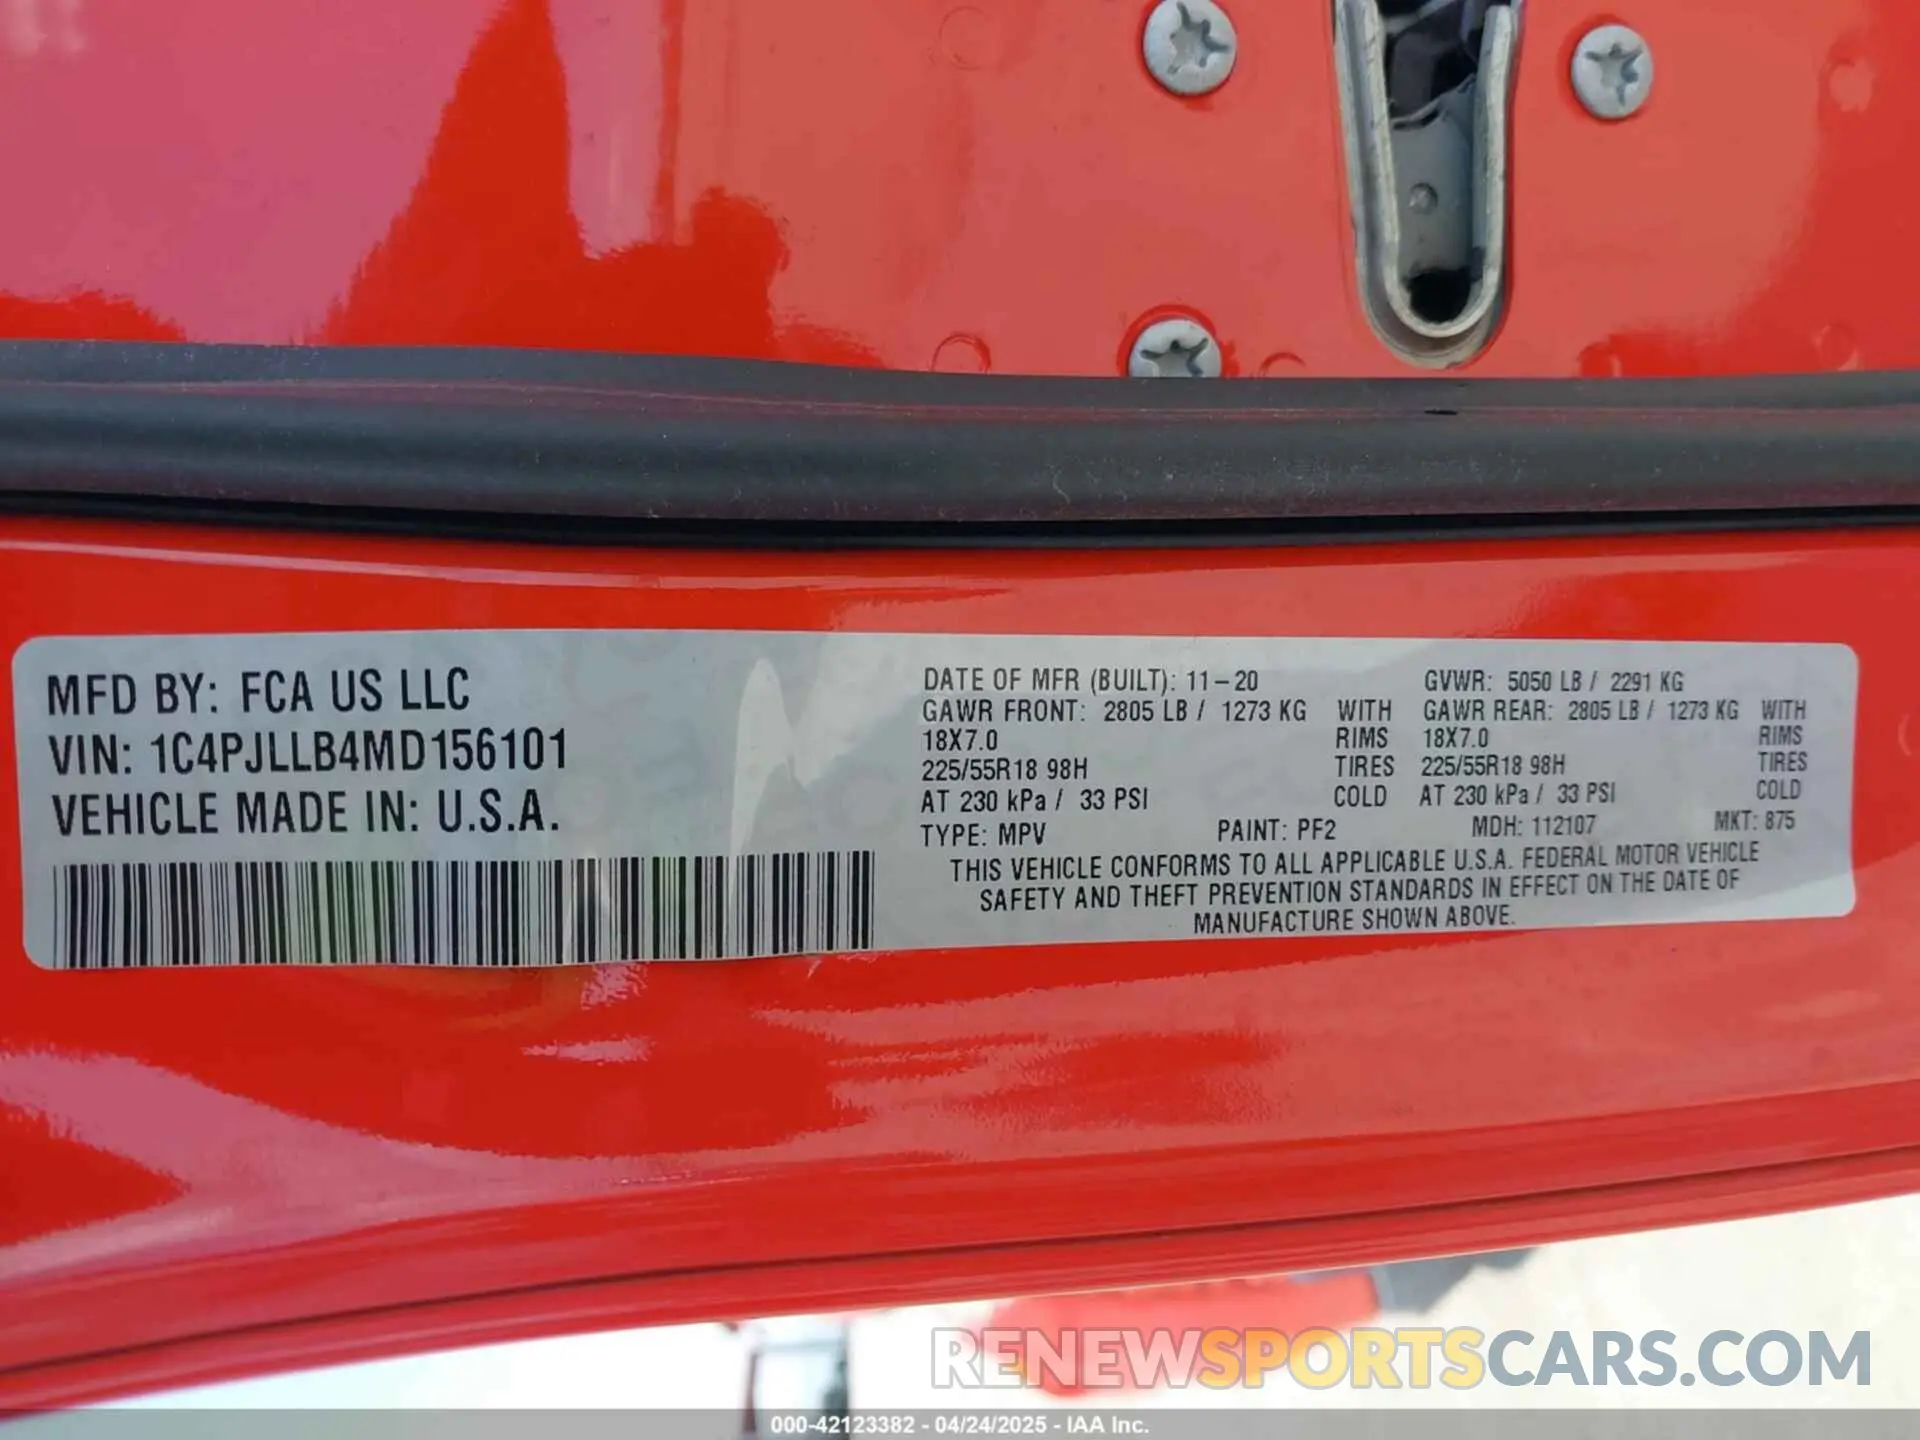 MFD BY: FCA US LLC
VIN: 1C4PJLLB4MD156101
VEHICLE MADE IN: U.S.A.
DATE OF MFR (BUILT): 11-20 GVWR: 5050 LB / 2291 KG
GAWR FRONT: 2805 LB / 1273 KG WITH GAWR REAR: 2805 LB / 1273 KG WITH
18X7.0 RIMS 18X7.0 RIMS
225/55R18 98H TIRES 225/55R18 98H TIRES
AT 230 kPa / 33 PSI COLD AT 230 kPa / 33 PSI COLD
TYPE: MPV PAINT: PF2 MDH: 112107 MKT: 875
THIS VEHICLE CONFORMS TO ALL APPLICABLE U.S.A. FEDERAL MOTOR VEHICLE
SAFETY AND THEFT PREVENTION STANDARDS IN EFFECT ON THE DATE OF
MANUFACTURE SHOWN ABOVE.
RENEWSPORTSCARS.COM
000-42123382 - 04/24/2025 - IAA Inc.